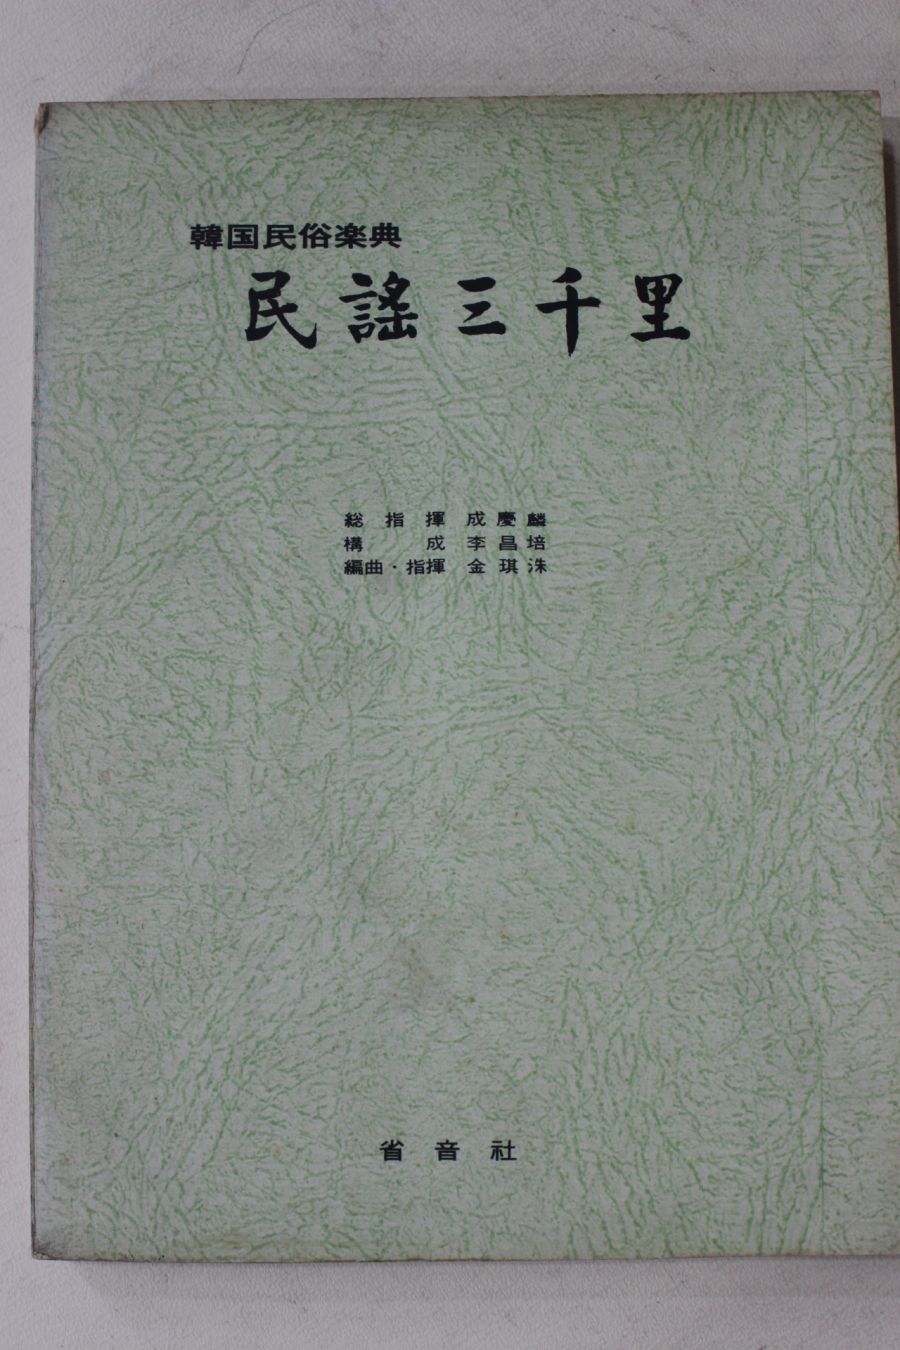 韓国民俗楽典
民謠三千里
総指揮 成慶麟
構成 李昌培
編曲・指揮 金琪洙
省音社